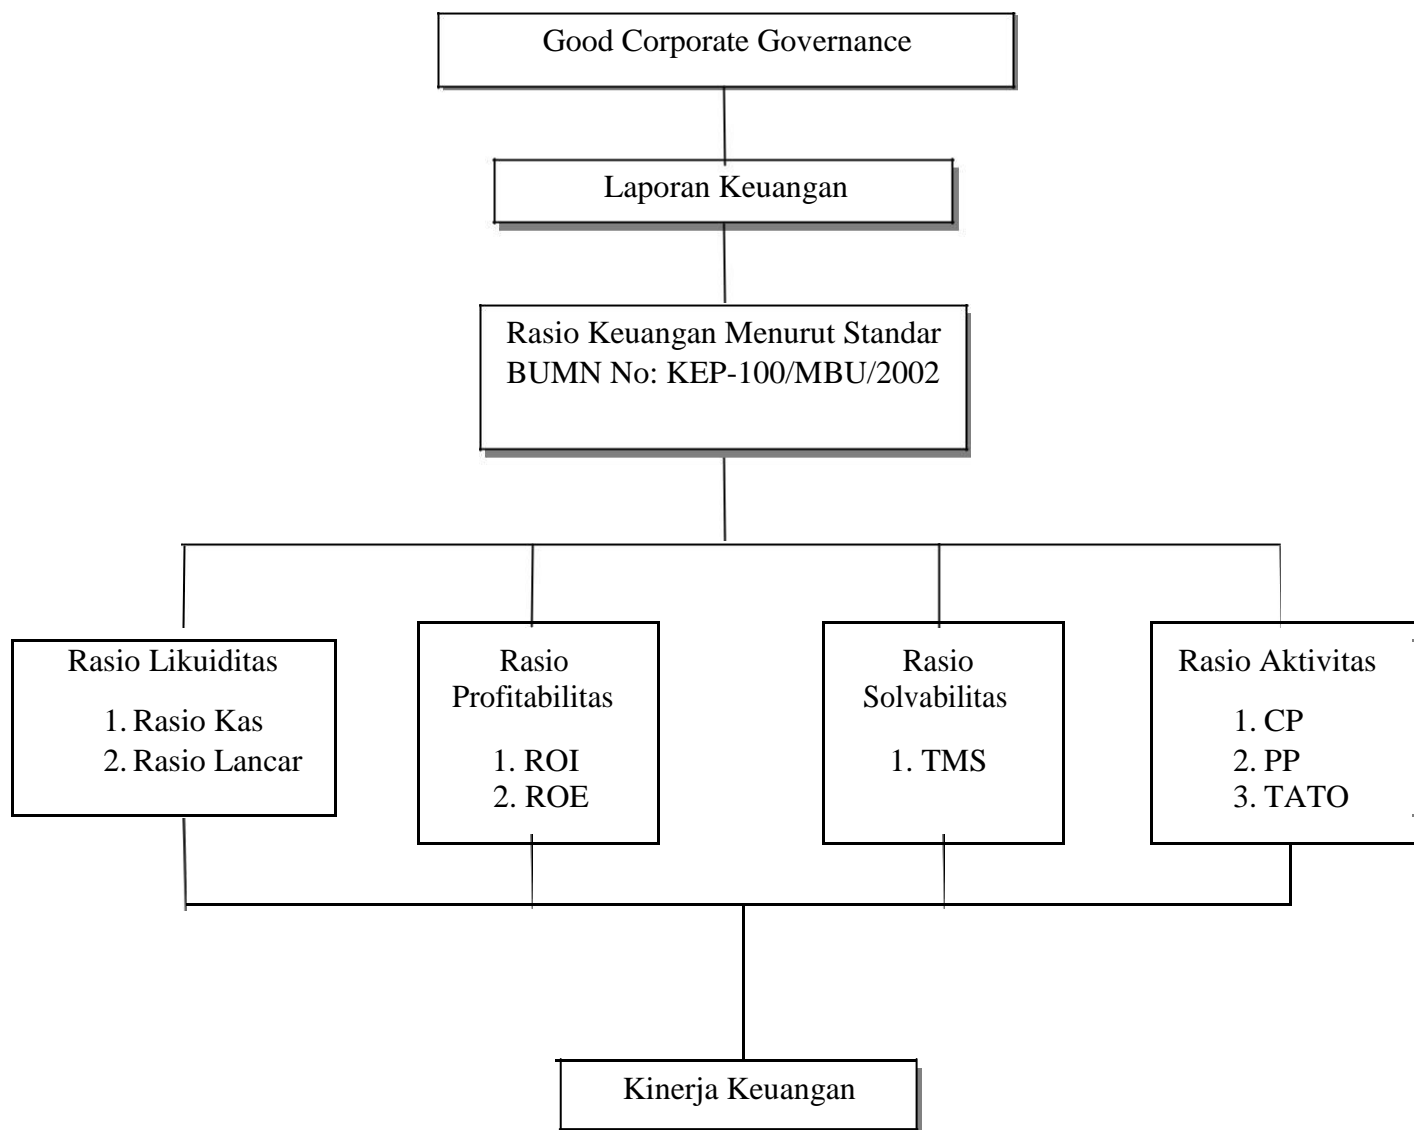 Good Corporate Governance
Laporan Keuangan
Rasio Keuangan Menurut Standar
BUMN No: KEP-100/MBU/2002
Rasio Likuiditas
1. Rasio Kas
2. Rasio Lancar
Rasio
Profitabilitas
1. ROI
2. ROE
Rasio
Solvabilitas
1. TMS
Rasio Aktivitas
1. CP
2. PP
3. TATO
Kinerja Keuangan